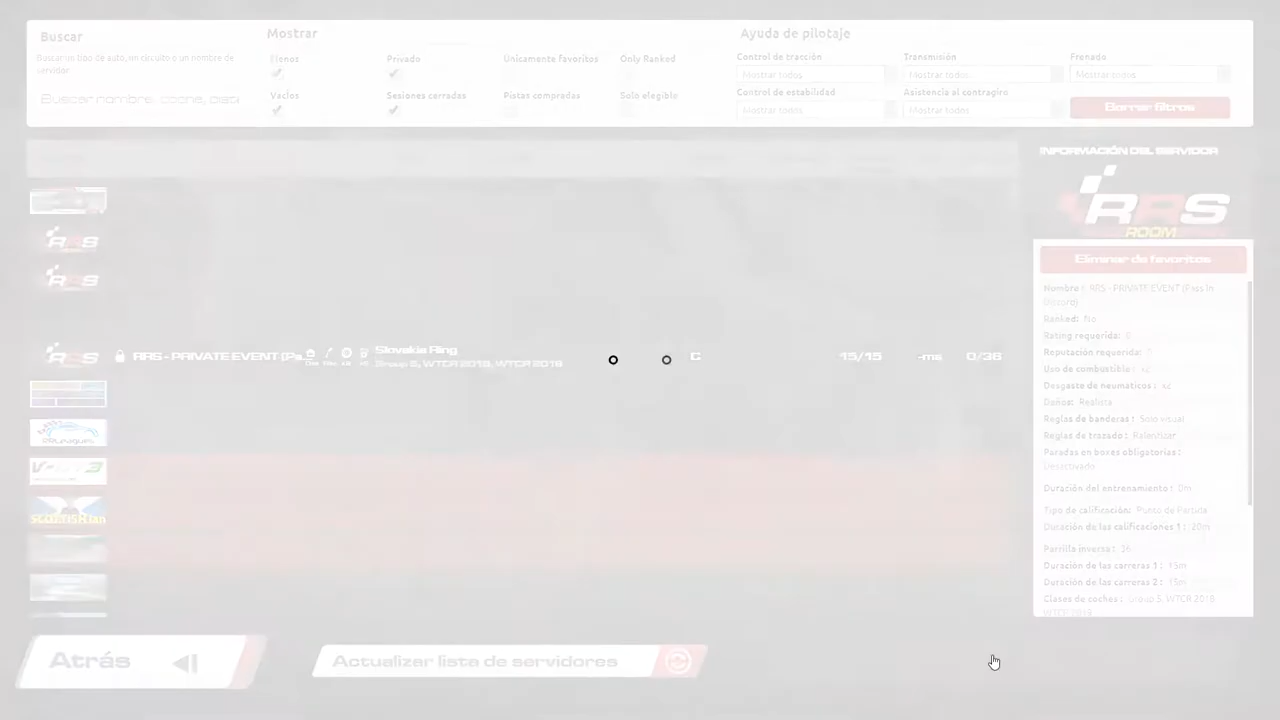 Buscar
Buscar un tipo de auto, un circuito o un nombre de servidor
Buscar nombre, coche, pist
Mostrar
Llenos
Privado
Unicamente favoritos
Only Ranked
Vacíos
Sesiones cerradas
Pistas compradas
Solo elegible
Ayuda de pilotaje
Control de tracción
Transmisión
Frenado
Mostrar todos
Mostrar todos
Mostrar todos
Control de estabilidad
Asistencia al contragiro
Mostrar todos
Mostrar todos
Borrar filtros
INFORMACIÓN DEL SERVIDOR
RRS
ROOM
Eliminar de favoritos
Nombre : RRS - PRIVATE EVENT (Pass In Discord)
Ranked: No
Rating requerida: 0
Reputación requerida:
Uso de combustible : x2
Desgaste de neumaticos : x2
Daños: Realista
Reglas de banderas : Solo visual
Reglas de trazado : Ralentizar
Paradas en boxes obligatorias :
Desactivado
Duración del entrenamiento : 0m
Tipo de calificación: Punto de Partida
Duración de las calificaciones 1 : 20m
Parrilla inversa : 36
Duración de las carreras 1 : 15m
Duración de las carreras 2 : 15m
Clases de coches : Group 5, WTCR 2018
WTCR 2019
RRS
RRS
RRS
RRS - PRIVATE EVENT (Pa...
Slovakia Ring
Group 5, WTCR 2018, WTCR 2019
C
15/15
-ms
0/36
Atrás
Actualizar lista de servidores